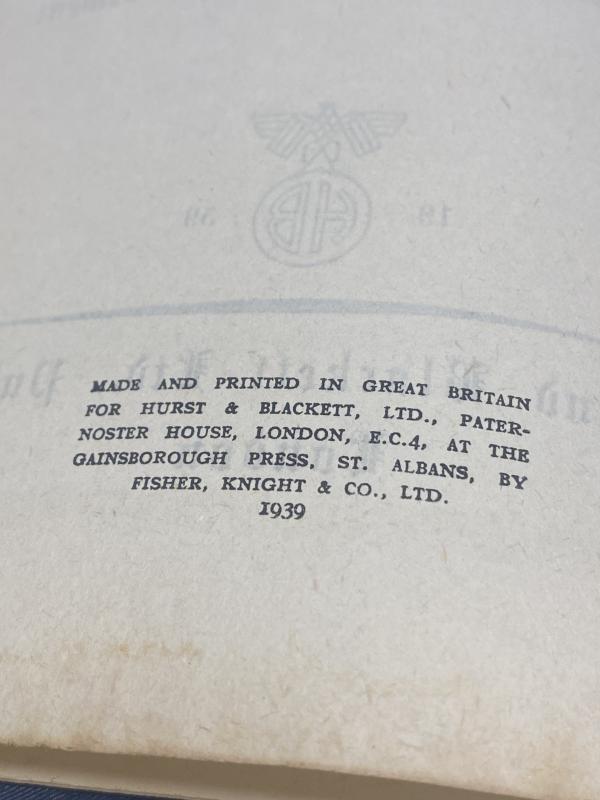 MADE AND PRINTED IN GREAT BRITAIN
FOR HURST & BLACKETT, LTD., PATER-
NOSTER HOUSE, LONDON, E.C.4, AT THE
GAINSBOROUGH PRESS, ST. ALBANS, BY
FISHER, KNIGHT & CO., LTD.
1939